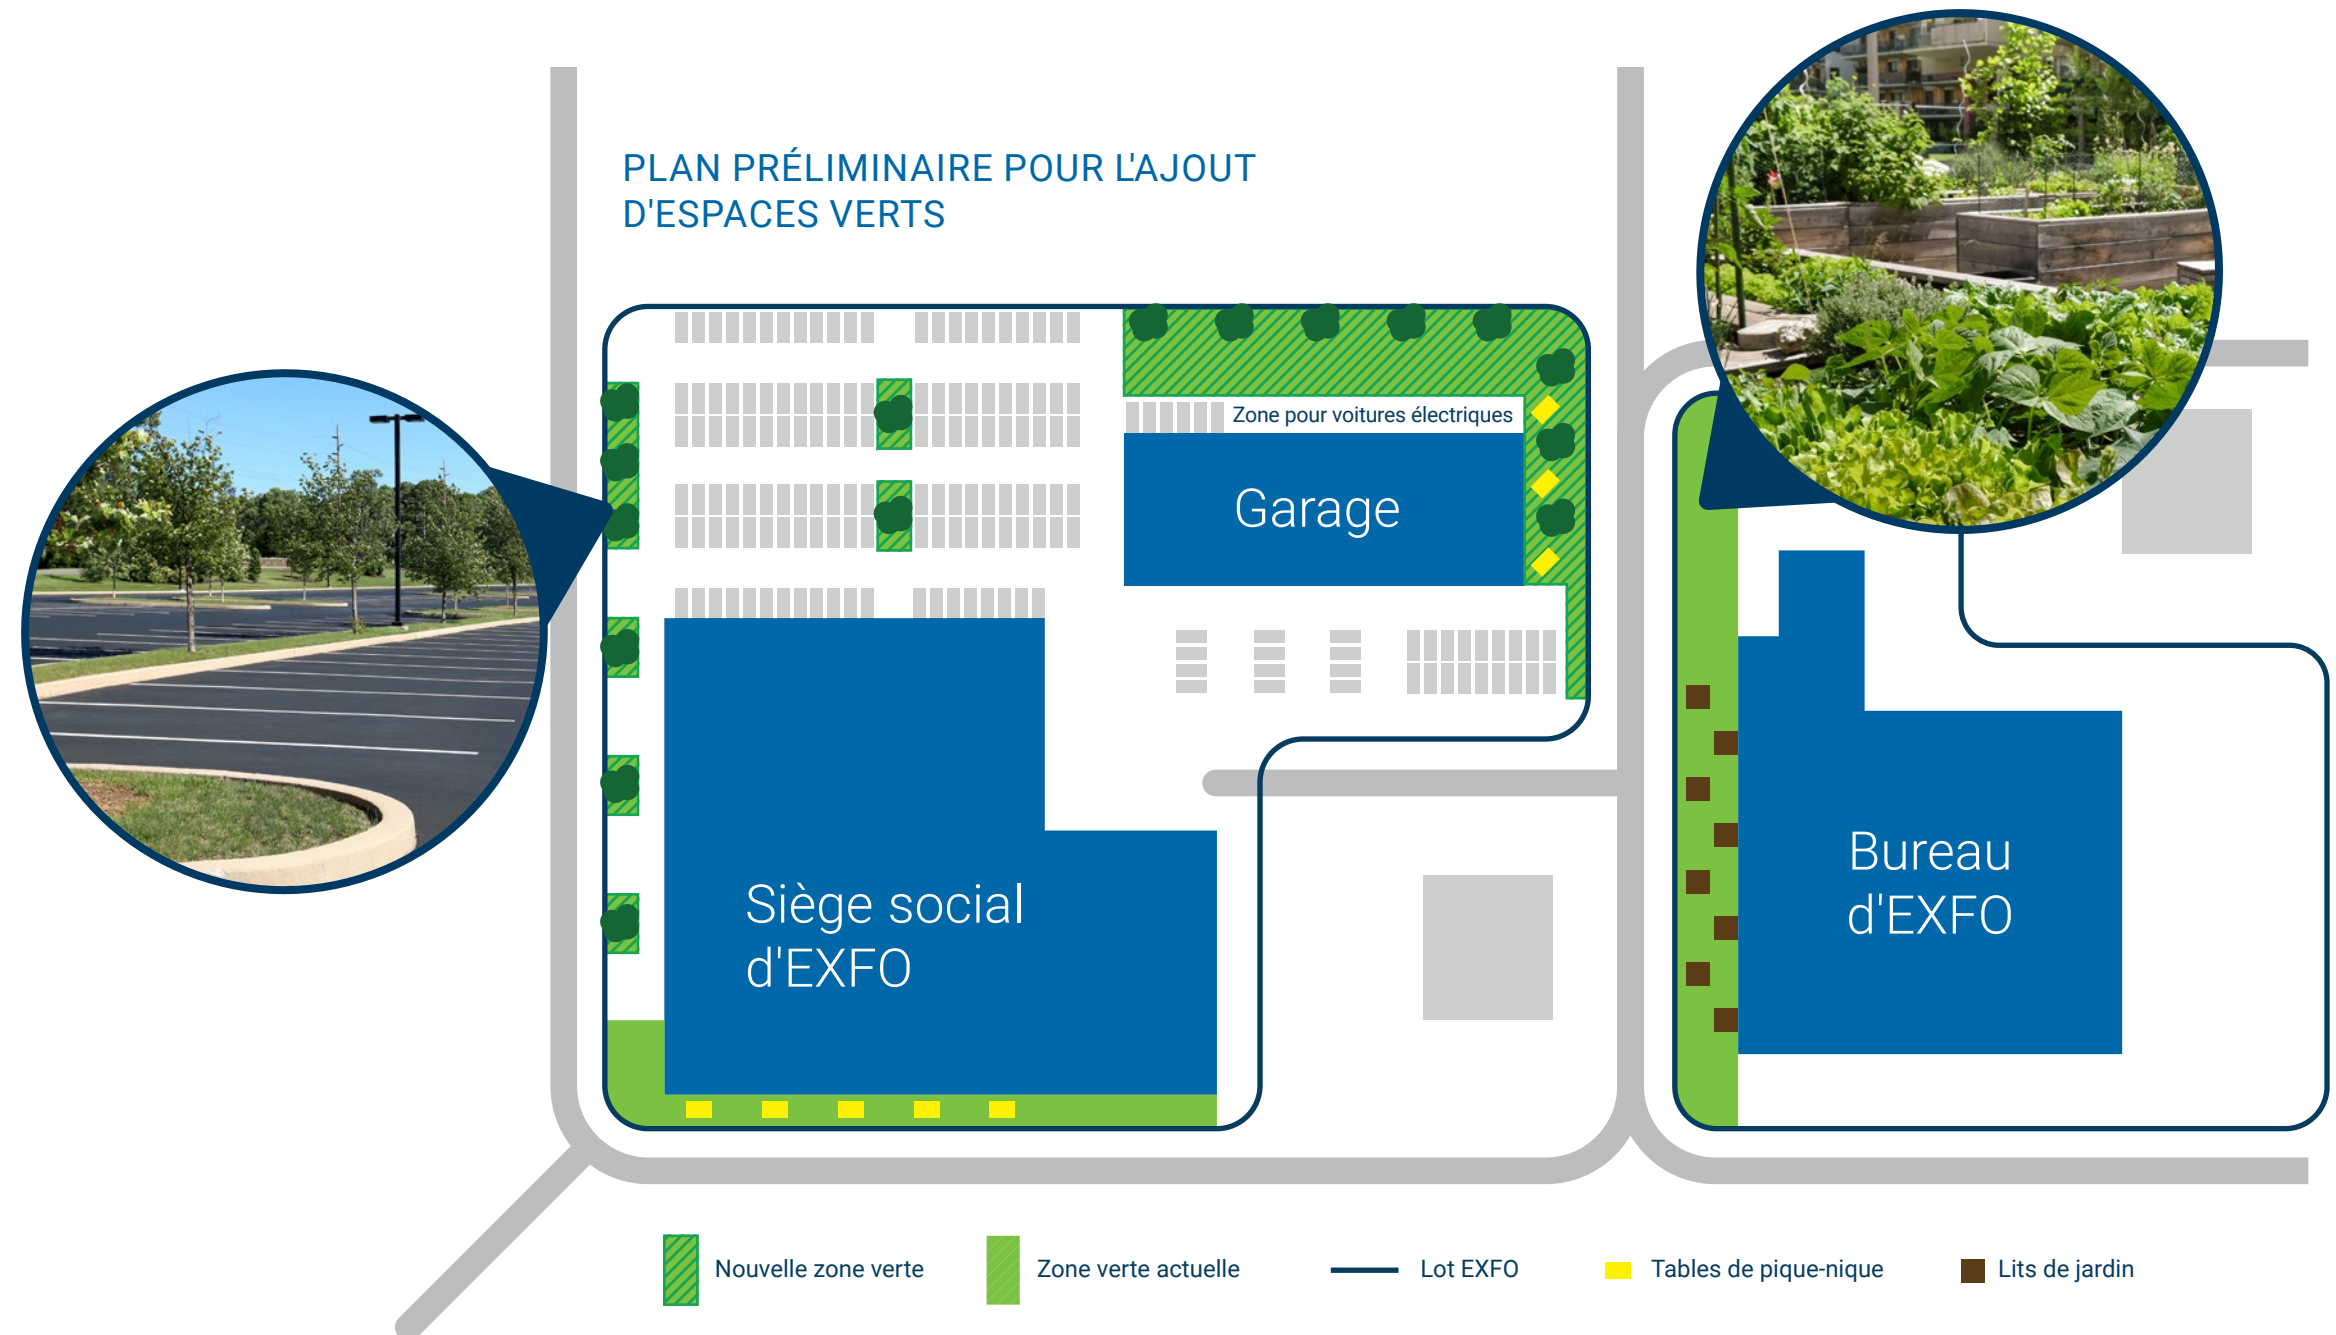 PLAN PRÉLIMINAIRE POUR L'AJOUT
D'ESPACES VERTS
Zone pour voitures électriques
Garage
Siège social
d'EXFO
Bureau
d'EXFO
Nouvelle zone verte
Zone verte actuelle
Lot EXFO
Tables de pique-nique
Lits de jardin